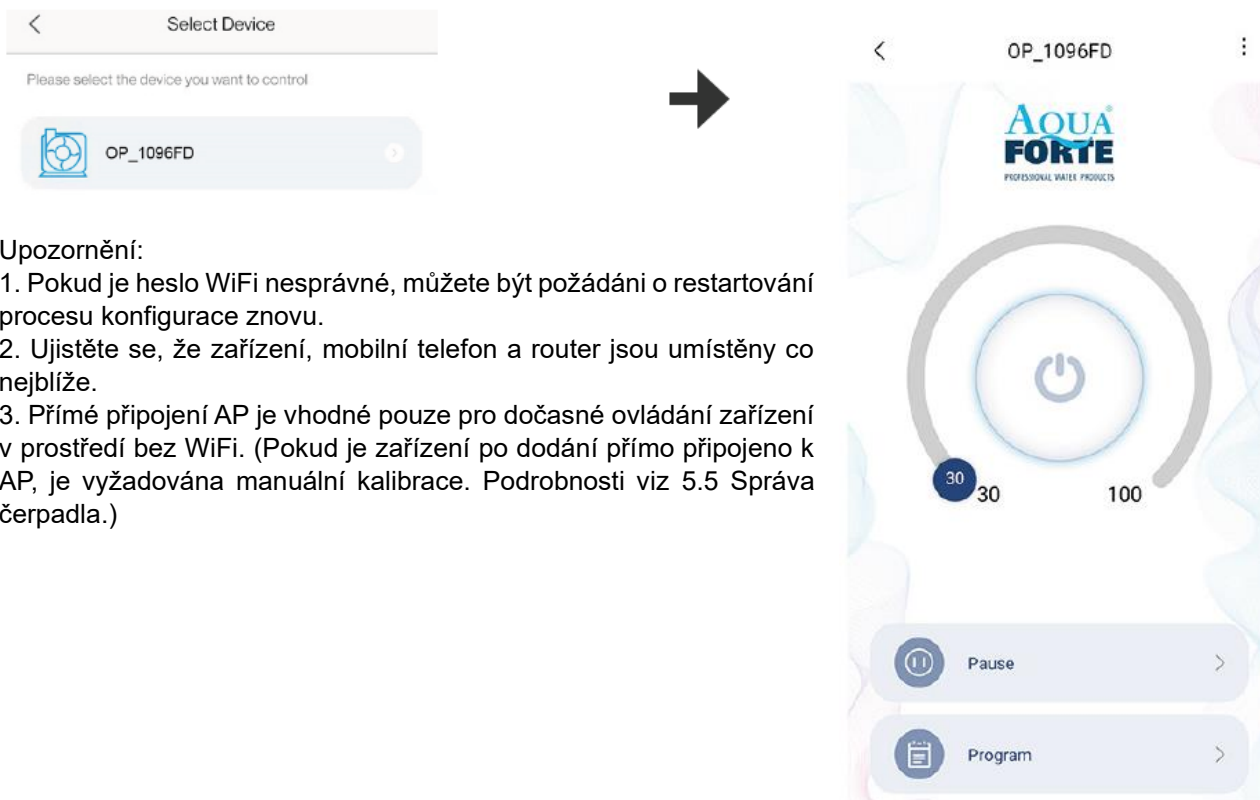 Select Device
Please select the device you want to control
OP_1096FD
Upozornění:
1. Pokud je heslo WiFi nesprávné, můžete být požádáni o restartování
procesu konfigurace znovu.
2. Ujistěte se, že zařízení, mobilní telefon a router jsou umístěny co
nejblíže.
3. Přímé připojení AP je vhodné pouze pro dočasné ovládání zařízení
v prostředí bez WiFi. (Pokud je zařízení po dodání přímo připojeno k
AP, je vyžadována manuální kalibrace. Podrobnosti viz 5.5 Správa
čerpadla.)
OP_1096FD
AQUA®
FORTE
PROFESSIONAL WATER PRODUCTS
30
30 100
Pause
Program